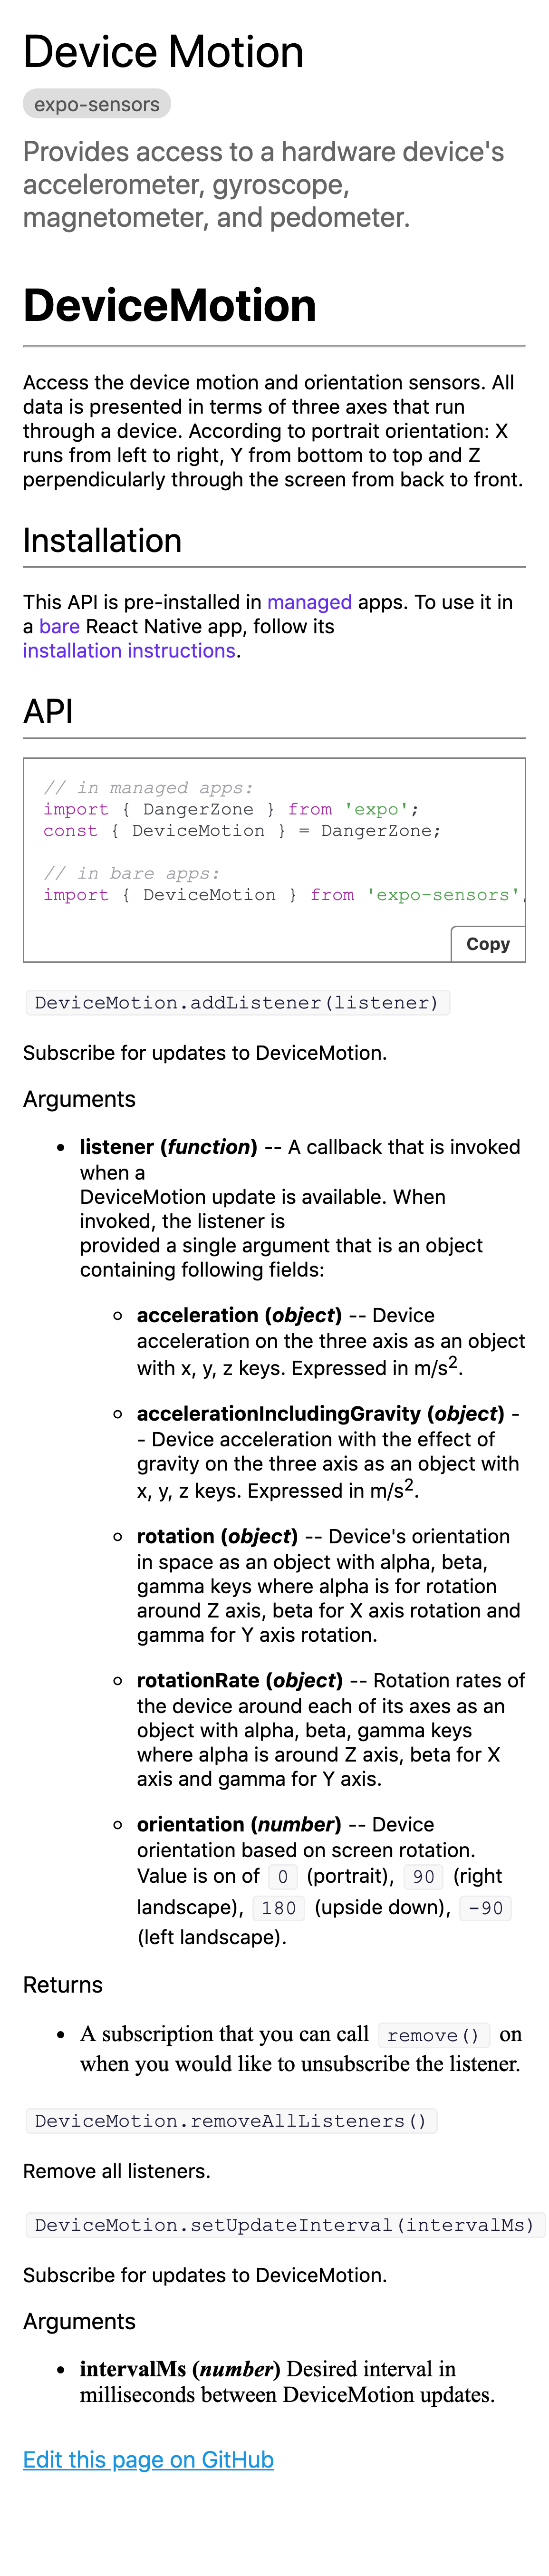 Device Motion
expo-sensors
Provides access to a hardware device's
accelerometer, gyroscope,
magnetometer, and pedometer.
DeviceMotion
Access the device motion and orientation sensors. All
data is presented in terms of three axes that run
through a device. According to portrait orientation: X
runs from left to right, Y from bottom to top and Z
perpendicularly through the screen from back to front.
Installation
This API is pre-installed in managed apps. To use it in
a bare React Native app, follow its
installation instructions.
API
// in managed apps:
import { DangerZone } from 'expo';
const { DeviceMotion } = DangerZone;
// in bare apps:
import { DeviceMotion } from 'expo-sensors';
Copy
DeviceMotion.addListener(listener)
Subscribe for updates to DeviceMotion.
Arguments
• listener (function) -- A callback that is invoked
when a
DeviceMotion update is available. When
invoked, the listener is
provided a single argument that is an object
containing following fields:
◦ acceleration (object) -- Device
acceleration on the three axis as an object
with x, y, z keys. Expressed in m/s².
◦ accelerationIncludingGravity (object) -
- Device acceleration with the effect of
gravity on the three axis as an object with
x, y, z keys. Expressed in m/s².
◦ rotation (object) -- Device's orientation
in space as an object with alpha, beta,
gamma keys where alpha is for rotation
around Z axis, beta for X axis rotation and
gamma for Y axis rotation.
◦ rotationRate (object) -- Rotation rates of
the device around each of its axes as an
object with alpha, beta, gamma keys
where alpha is around Z axis, beta for X
axis and gamma for Y axis.
◦ orientation (number) -- Device
orientation based on screen rotation.
Value is on of 0 (portrait), 90 (right
landscape), 180 (upside down), -90
(left landscape).
Returns
• A subscription that you can call remove() on
when you would like to unsubscribe the listener.
DeviceMotion.removeAllListeners()
Remove all listeners.
DeviceMotion.setUpdateInterval(intervalMs)
Subscribe for updates to DeviceMotion.
Arguments
• intervalMs (number) Desired interval in
milliseconds between DeviceMotion updates.
Edit this page on GitHub